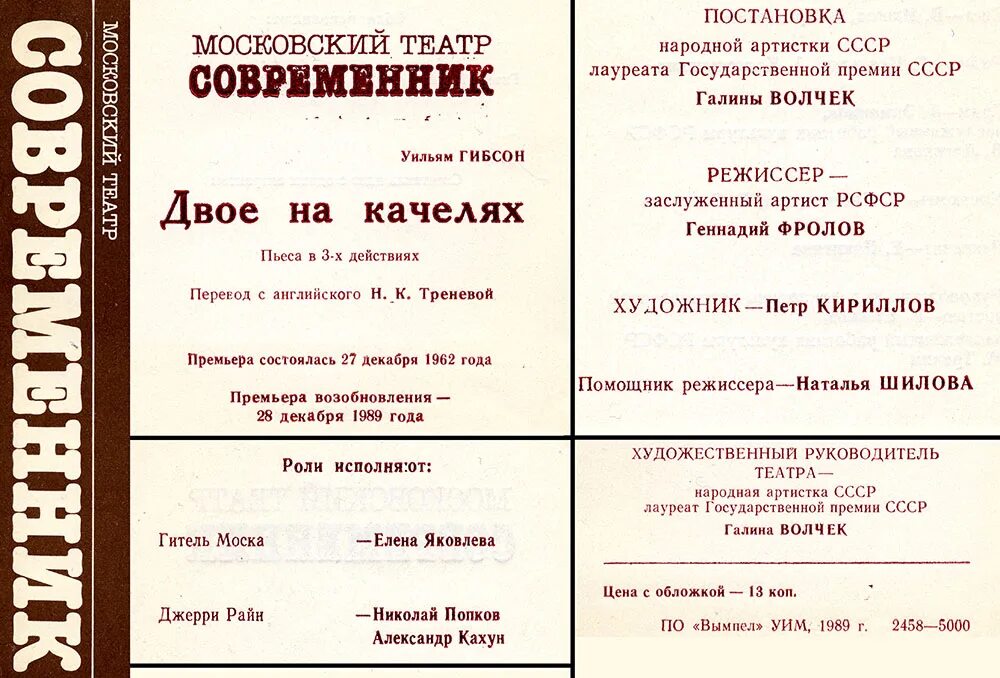 СОВРЕМЕННИК
МОСКОВСКИЙ ТЕАТР
МОСКОВСКИЙ ТЕАТР
СОВРЕМЕННИК
Уильям ГИБСОН
Двое на качелях
Пьеса в 3-х действиях
Перевод с английского Н. К. Треневой
Премьера состоялась 27 декабря 1962 года
Премьера возобновления —
28 декабря 1989 года
Роли исполняют:
Гитель Моска —Елена Яковлева
Джерри Райн —Николай Попков
Александр Кахун
ПОСТАНОВКА
народной артистки СССР
лауреата Государственной премии СССР
Галины ВОЛЧЕК
РЕЖИССЕР —
заслуженный артист РСФСР
Геннадий ФРОЛОВ
ХУДОЖНИК—Петр КИРИЛЛОВ
Помощник режиссера—Наталья ШИЛОВА
ХУДОЖЕСТВЕННЫЙ РУКОВОДИТЕЛЬ
ТЕАТРА—
народная артистка СССР
лауреат Государственной премии СССР
Галина ВОЛЧЕК
Цена с обложкой — 13 коп.
ПО «Вымпел» УИМ, 1989 г. 2458—5000